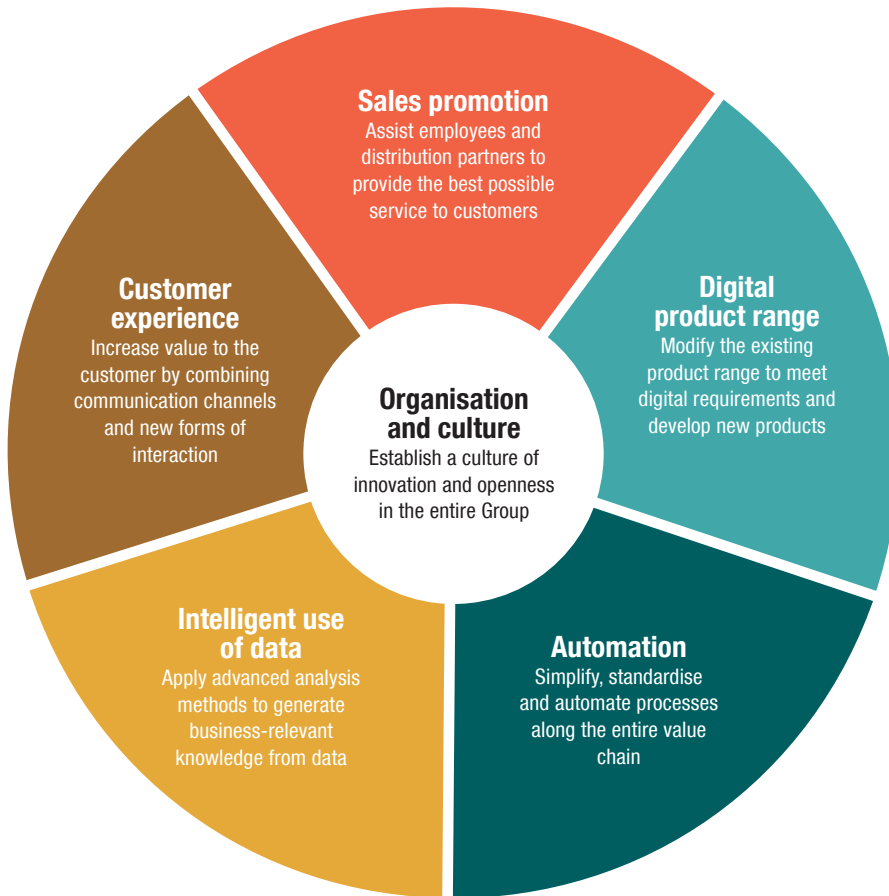 Sales promotion
Assist employees and
distribution partners to
provide the best possible
service to customers
Digital
product range
Modify the existing
product range to meet
digital requirements and
develop new products
Automation
Simplify, standardise
and automate processes
along the entire value
chain
Intelligent use
of data
Apply advanced analysis
methods to generate
business-relevant
knowledge from data
Customer
experience
Increase value to the
customer by combining
communication channels
and new forms of
interaction
Organisation
and culture
Establish a culture of
innovation and openness
in the entire Group